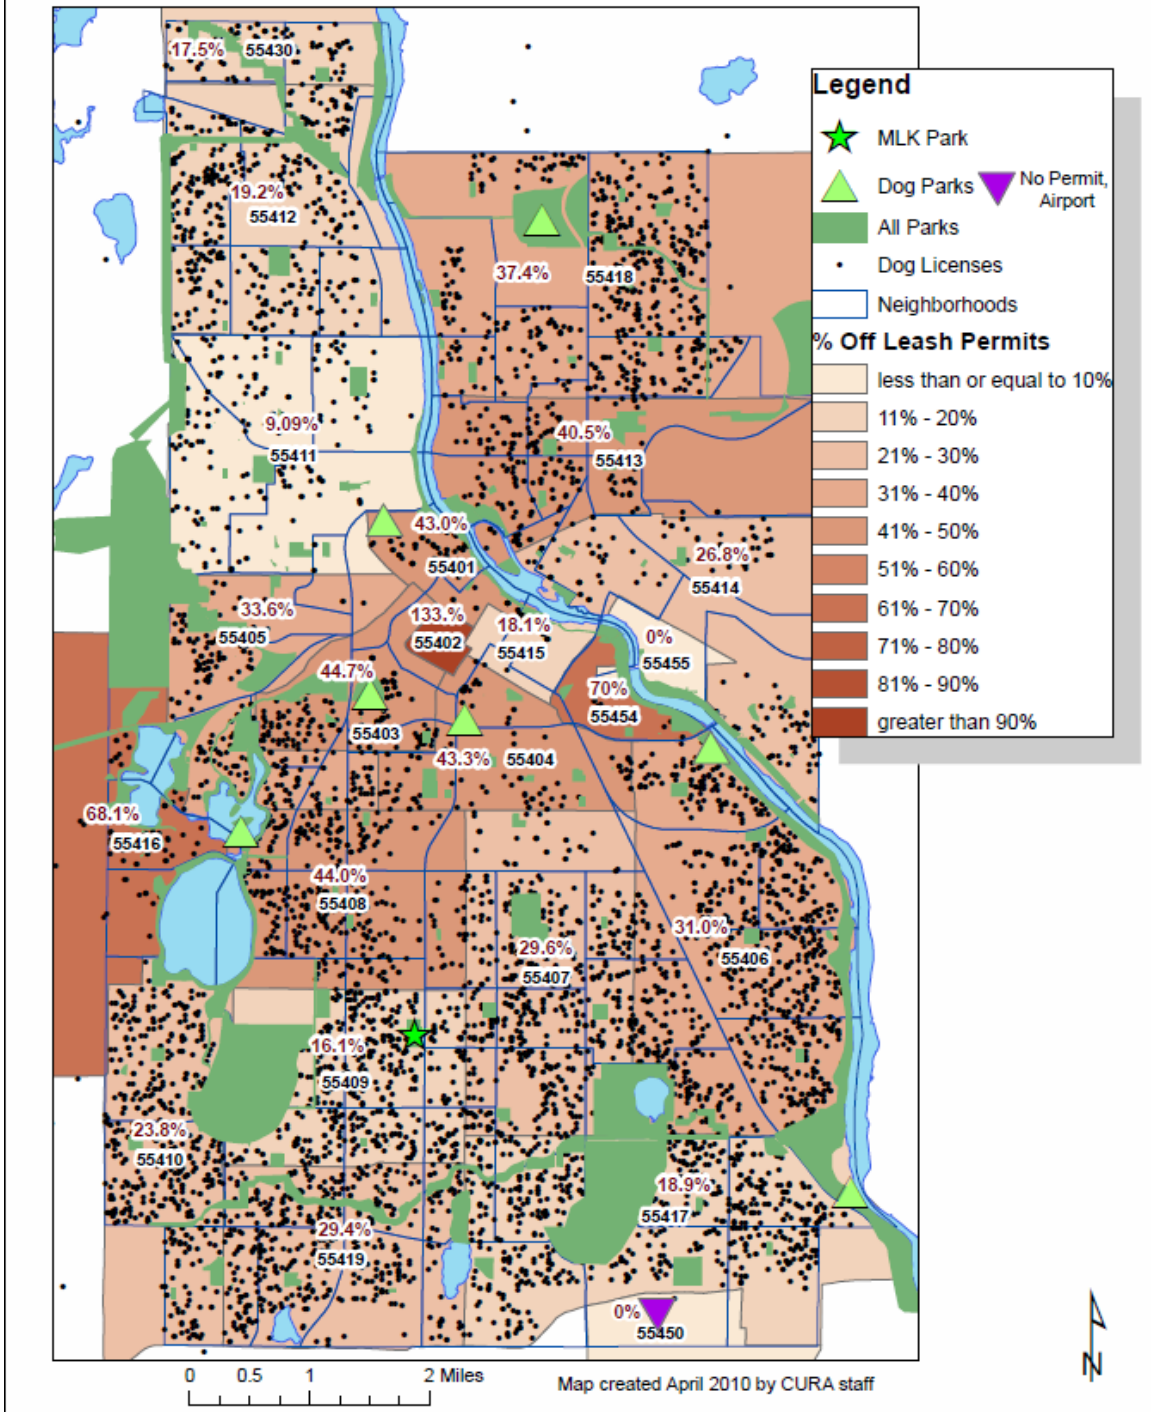 17.5% 55430
19.2%
55412
37.4% 55418
9.09%
55411
40.5%
55413
43.0%
55401
26.8%
55414
33.6%
55405
133.%
55402
18.1%
55415
0%
55455
44.7%
55403
70%
55454
43.3% 55404
68.1%
55416
44.0%
55408
31.0%
55406
29.6%
55407
16.1%
55409
23.8%
55410
18.9%
55417
29.4%
55419
0%
55450
Legend
MLK Park
Dog Parks
No Permit,
Airport
All Parks
Dog Licenses
Neighborhoods
% Off Leash Permits
less than or equal to 10%
11% - 20%
21% - 30%
31% - 40%
41% - 50%
51% - 60%
61% - 70%
71% - 80%
81% - 90%
greater than 90%
0 0.5 1 2 Miles
Map created April 2010 by CURA staff
N